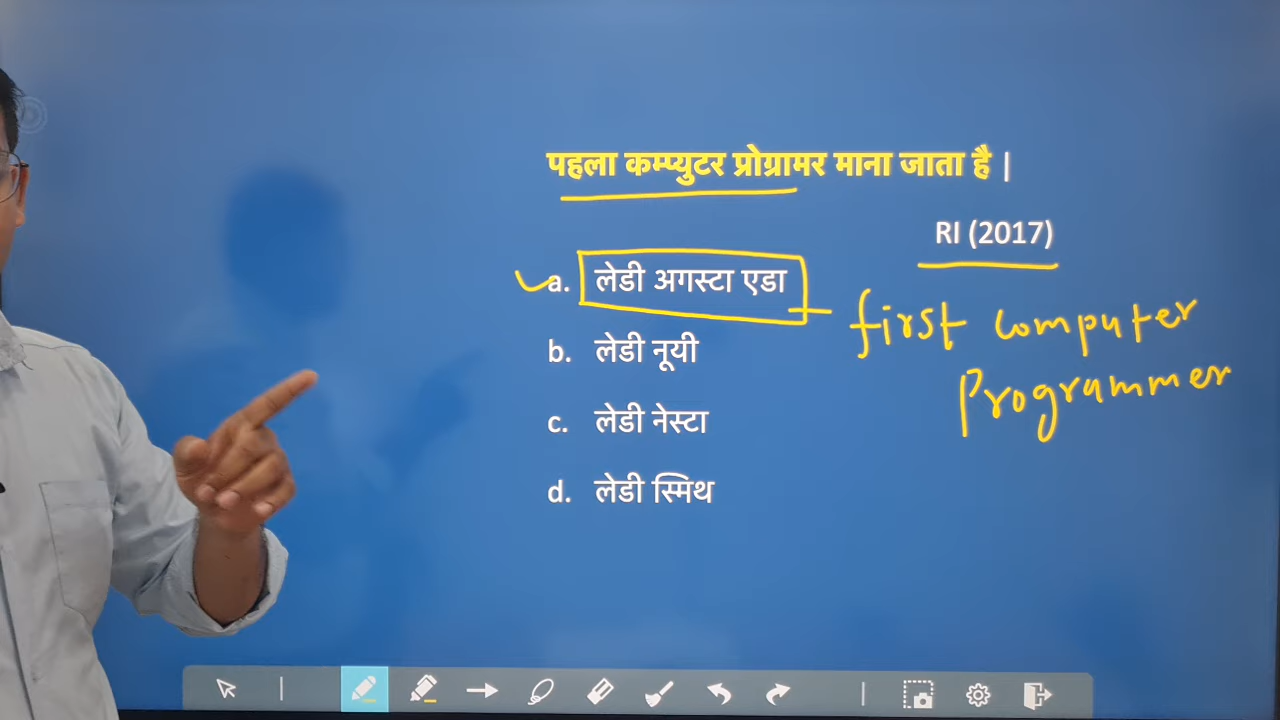 पहला कम्प्युटर प्रोग्रामर माना जाता है |
RI (2017)
a. लेडी अगस्टा एडा
first computer
Programmer
b. लेडी नूयी
c. लेडी नेस्टा
d. लेडी स्मिथ